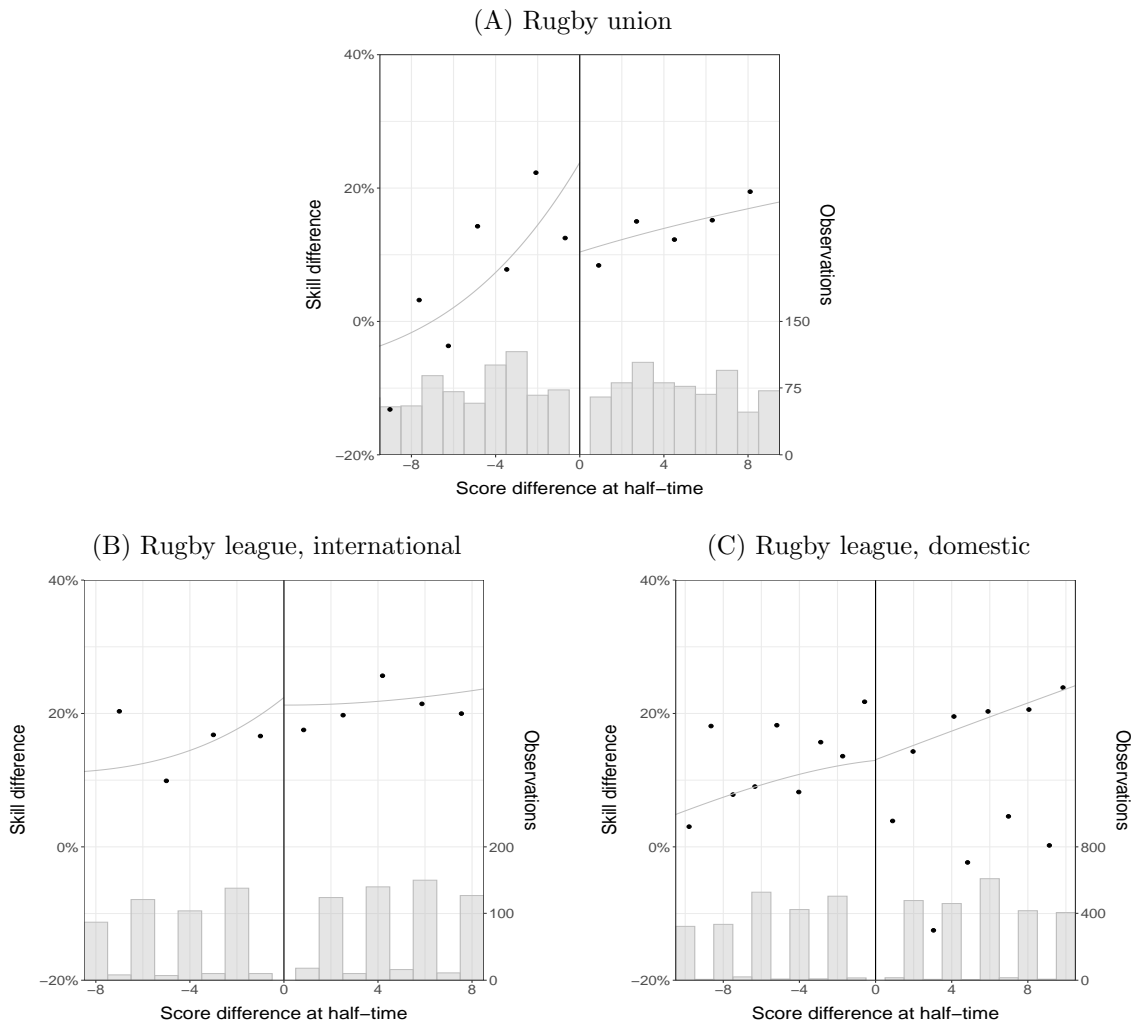 (A) Rugby union
40%
20%
0%
−20%
Skill difference
150
75
0
Observations
−8 −4 0 4 8
Score difference at half−time
(B) Rugby league, international
40%
20%
0%
−20%
Skill difference
200
100
0
Observations
−8 −4 0 4 8
Score difference at half−time
(C) Rugby league, domestic
40%
20%
0%
−20%
Skill difference
800
400
0
Observations
−8 −4 0 4 8
Score difference at half−time